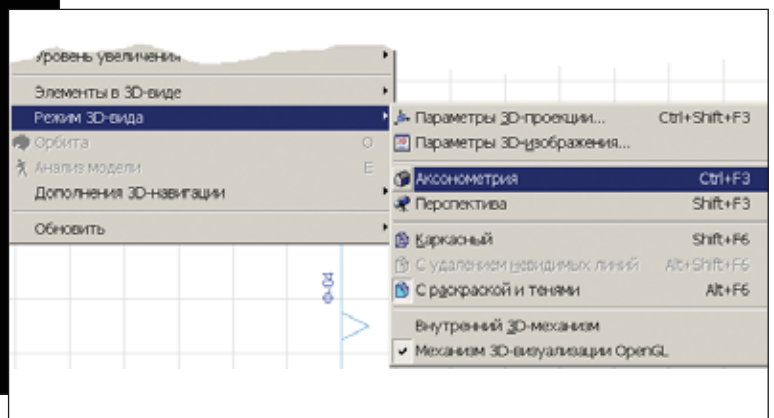 Уровень увеличения
Элементы в 3D-виде
Режим 3D-вида
Орбита O
Анализ модели E
Дополнения 3D-навигации
Обновить
Параметры 3D-проекции... Ctrl+Shift+F3
Параметры 3D-изображения...
Аксонометрия Ctrl+F3
Перспектива Shift+F3
Каркасный Shift+F6
С удалением невидимых линий Alt+Shift+F6
С раскраской и тенями Alt+F6
Внутренний 3D-механизм
Механизм 3D-визуализации OpenGL
Ф-04